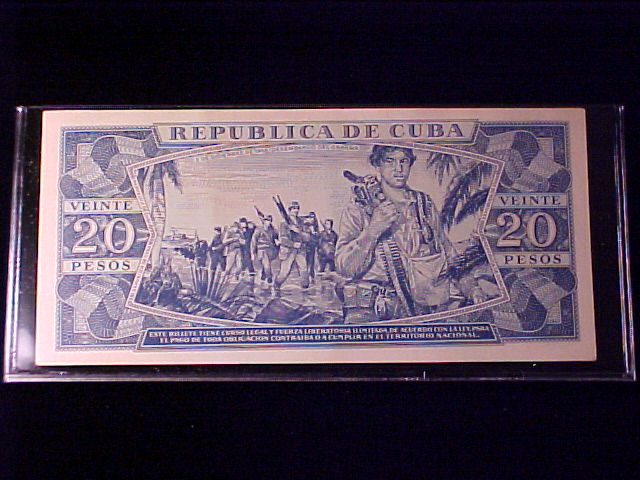 REPUBLICA DE CUBA
VEINTE
20
PESOS
VEINTE
20
PESOS
ESTE BILLETE TIENE CURSO LEGAL Y FUERZA LIBERATORIA ILIMITADA, DE ACUERDO CON LA LEY, PARA
EL PAGO DE TODA OBLIGACION CONTRAIDA O A CUMPLIR EN EL TERRITORIO NACIONAL.